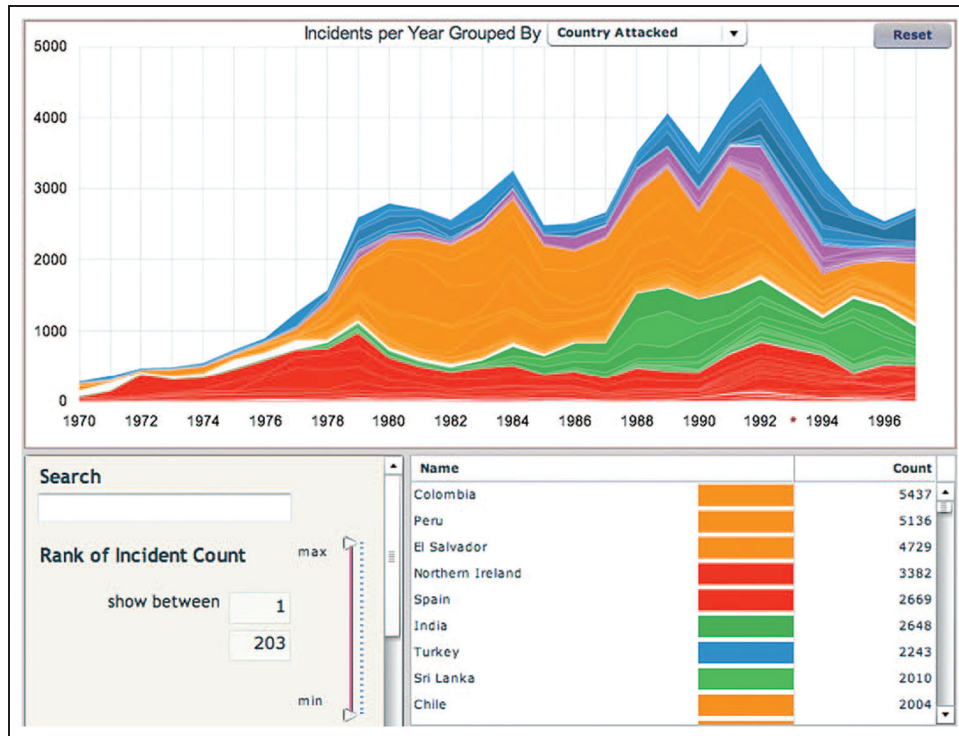 Incidents per Year Grouped By Country Attacked ▼ Reset
5000
4000
3000
2000
1000
0
1970 1972 1974 1976 1978 1980 1982 1984 1986 1988 1990 1992 * 1994 1996
Search
Rank of Incident Count
max
show between 1
203
min
Name Count
Colombia 5437
Peru 5136
El Salvador 4729
Northern Ireland 3382
Spain 2669
India 2648
Turkey 2243
Sri Lanka 2010
Chile 2004